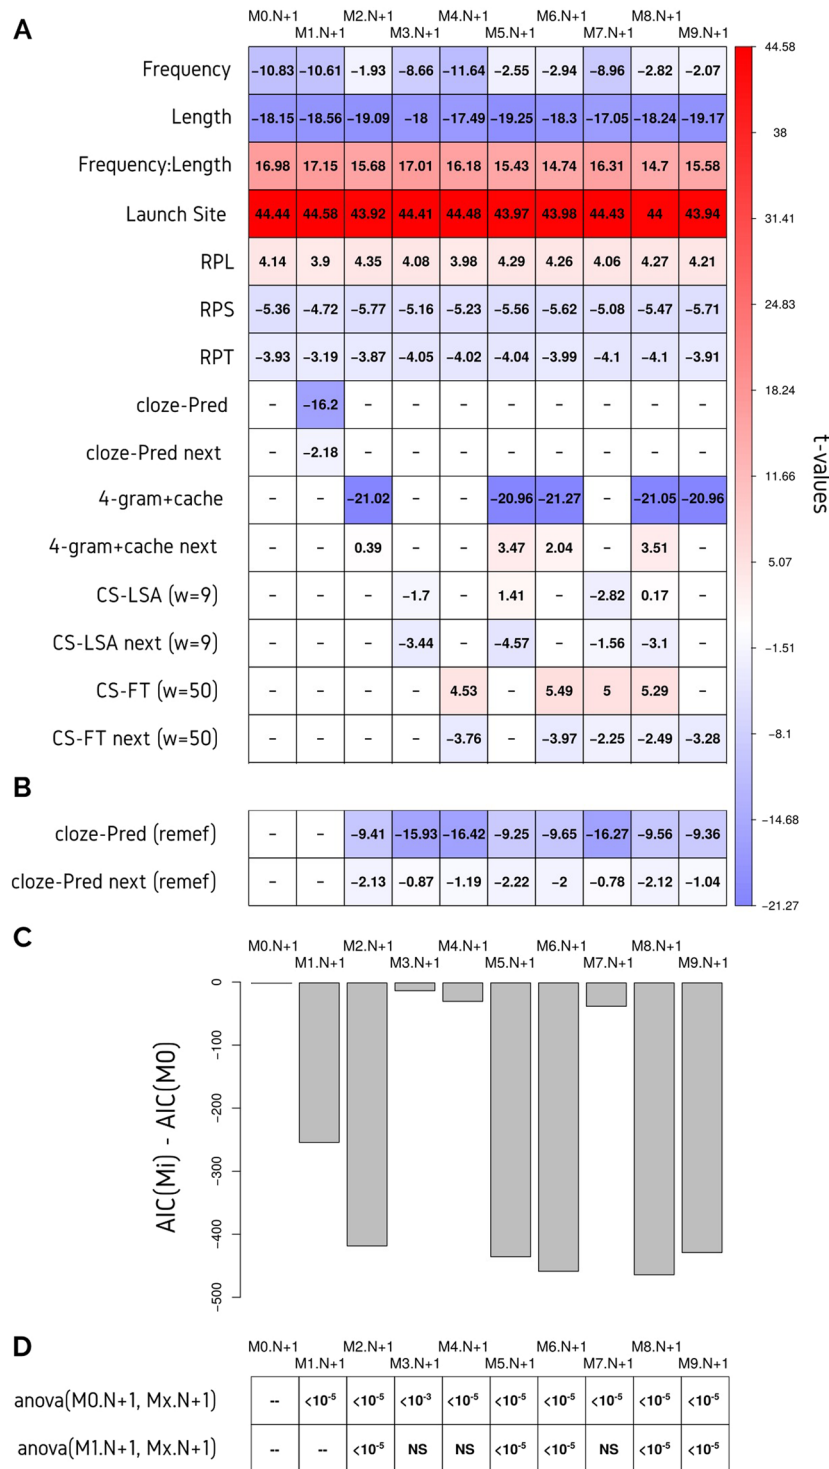 M0.N+1 M2.N+1 M4.N+1 M6.N+1 M8.N+1
A M1.N+1 M3.N+1 M5.N+1 M7.N+1 M9.N+1
Frequency −10.83 −10.61 −1.93 −8.66 −11.64 −2.55 −2.94 −8.96 −2.82 −2.07
Length −18.15 −18.56 −19.09 −18 −17.49 −19.25 −18.3 −17.05 −18.24 −19.17
Frequency:Length 16.98 17.15 15.68 17.01 16.18 15.43 14.74 16.31 14.7 15.58
Launch Site 44.44 44.58 43.92 44.41 44.48 43.97 43.98 44.43 44 43.94
RPL 4.14 3.9 4.35 4.08 3.98 4.29 4.26 4.06 4.27 4.21
RPS −5.36 −4.72 −5.77 −5.16 −5.23 −5.56 −5.62 −5.08 −5.47 −5.71
RPT −3.93 −3.19 −3.87 −4.05 −4.02 −4.04 −3.99 −4.1 −4.1 −3.91
cloze-Pred – −16.2 – – – – – – – –
cloze-Pred next – −2.18 – – – – – – – –
4-gram+cache – – −21.02 – – −20.96 −21.27 – −21.05 −20.96
4-gram+cache next – – 0.39 – – 3.47 2.04 – 3.51 –
CS-LSA (w=9) – – – −1.7 – 1.41 – −2.82 0.17 –
CS-LSA next (w=9) – – – −3.44 – −4.57 – −1.56 −3.1 –
CS-FT (w=50) – – – – 4.53 – 5.49 5 5.29 –
CS-FT next (w=50) – – – – −3.76 – −3.97 −2.25 −2.49 −3.28
44.58
38
31.41
24.83
18.24
11.66
5.07
−1.51
−8.1
−14.68
−21.27
t-values
B
cloze-Pred (remef) – – −9.41 −15.93 −16.42 −9.25 −9.65 −16.27 −9.56 −9.36
cloze-Pred next (remef) – – −2.13 −0.87 −1.19 −2.22 −2 −0.78 −2.12 −1.04
C
M0.N+1 M2.N+1 M4.N+1 M6.N+1 M8.N+1
M1.N+1 M3.N+1 M5.N+1 M7.N+1 M9.N+1
AIC(Mi) - AIC(M0)
0
−100
−200
−300
−400
−500
D
M0.N+1 M2.N+1 M4.N+1 M6.N+1 M8.N+1
M1.N+1 M3.N+1 M5.N+1 M7.N+1 M9.N+1
anova(M0.N+1, Mx.N+1) -- <10⁻⁵ <10⁻⁵ <10⁻³ <10⁻⁵ <10⁻⁵ <10⁻⁵ <10⁻⁵ <10⁻⁵ <10⁻⁵
anova(M1.N+1, Mx.N+1) -- -- <10⁻⁵ NS NS <10⁻⁵ <10⁻⁵ NS <10⁻⁵ <10⁻⁵